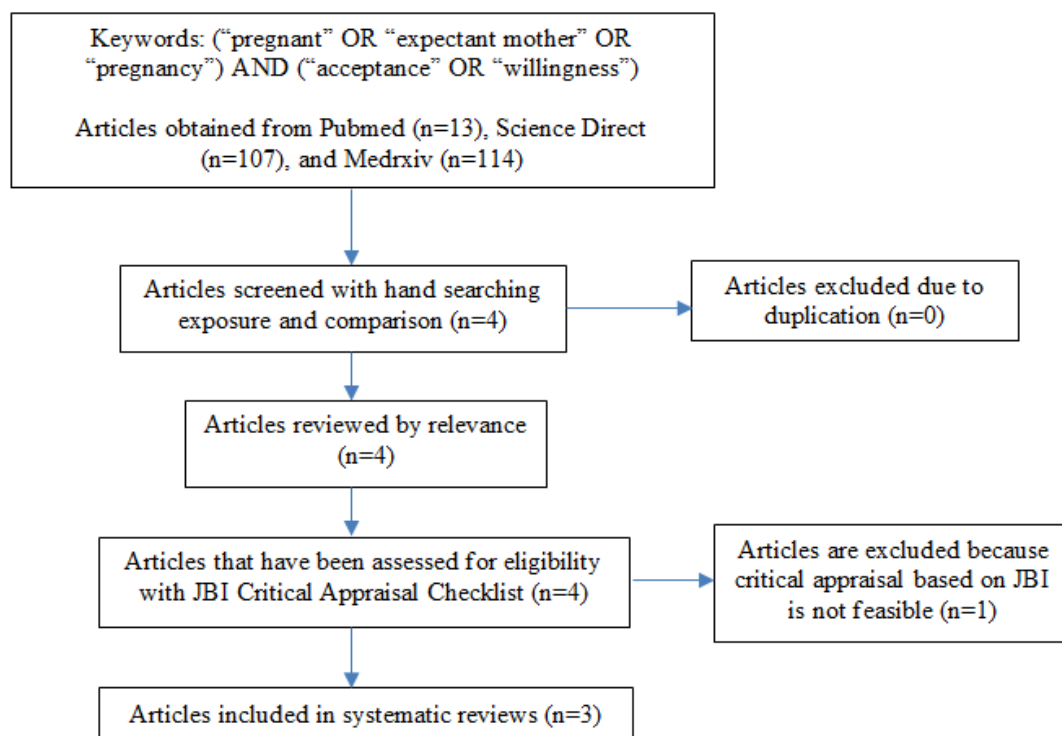 Keywords: (“pregnant” OR “expectant mother” OR
“pregnancy”) AND (“acceptance” OR “willingness”)
Articles obtained from Pubmed (n=13), Science Direct
(n=107), and Medrxiv (n=114)
Articles screened with hand searching
exposure and comparison (n=4)
Articles excluded due to
duplication (n=0)
Articles reviewed by relevance
(n=4)
Articles that have been assessed for eligibility
with JBI Critical Appraisal Checklist (n=4)
Articles are excluded because
critical appraisal based on JBI
is not feasible (n=1)
Articles included in systematic reviews (n=3)